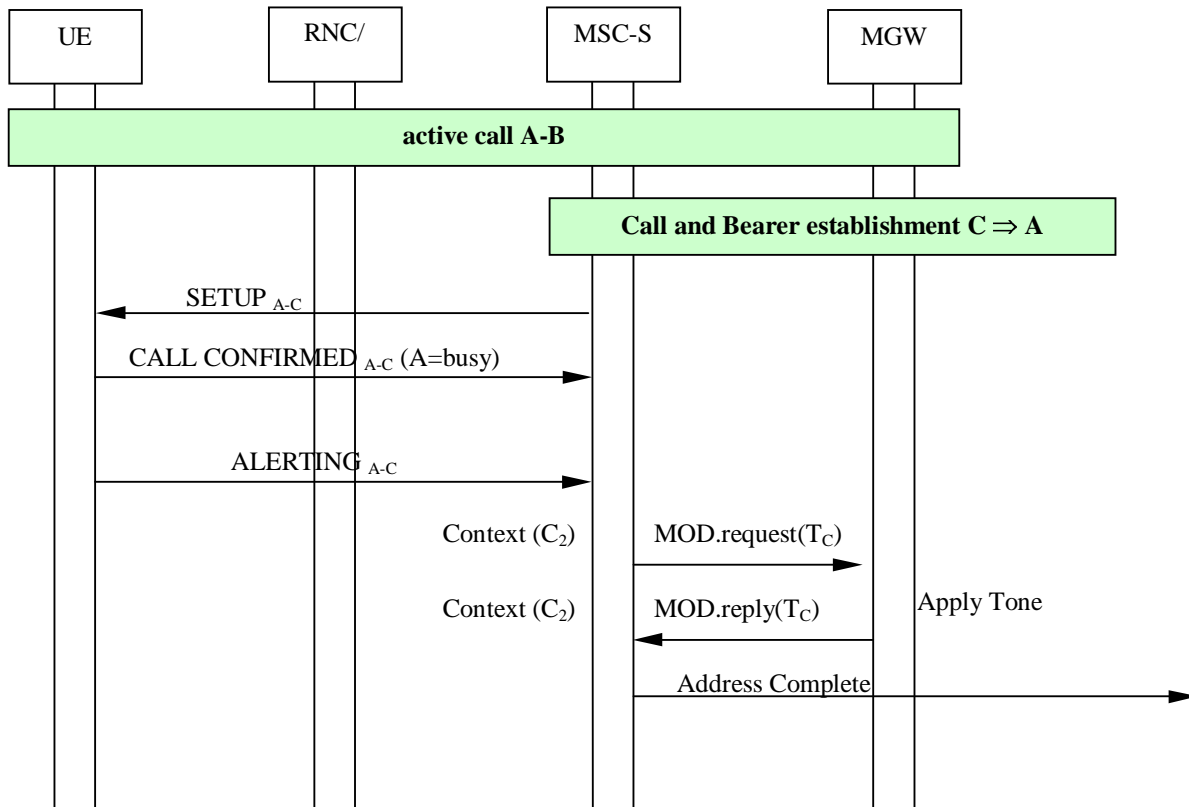 UE
RNC/
MSC-S
MGW
active call A-B
Call and Bearer establishment C ⇒ A
SETUP A-C
CALL CONFIRMED A-C (A=busy)
ALERTING A-C
Context (C2)
MOD.request(TC)
Context (C2)
MOD.reply(TC)
Apply Tone
Address Complete